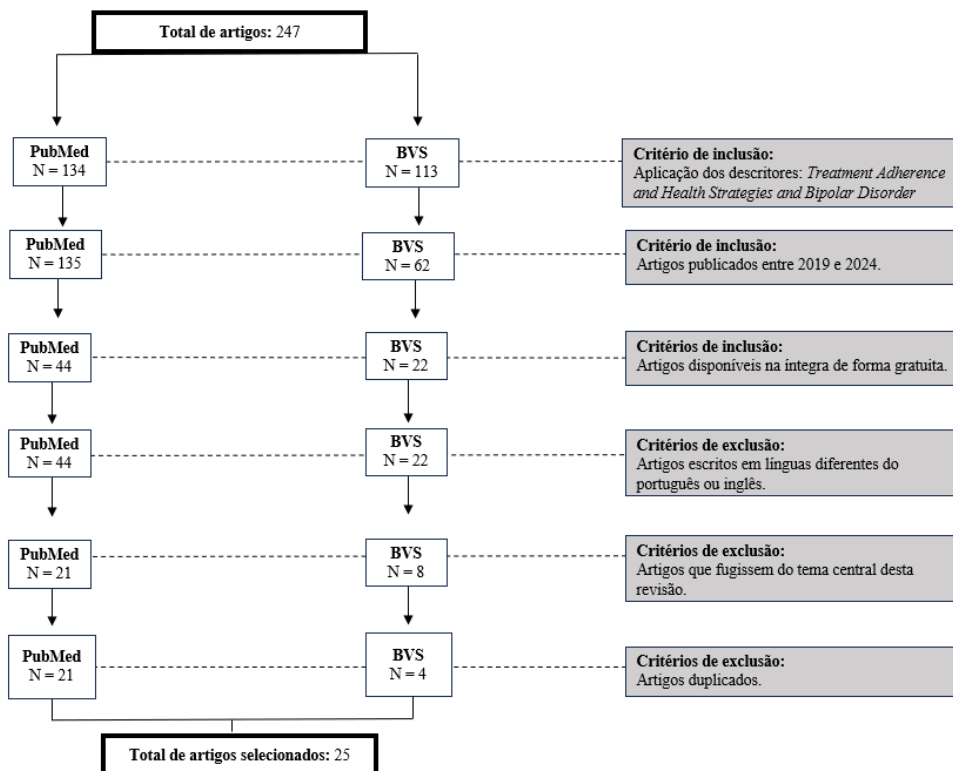 Total de artigos: 247
PubMed
N = 134
BVS
N = 113
Critério de inclusão:
Aplicação dos descritores: Treatment Adherence
and Health Strategies and Bipolar Disorder
PubMed
N = 135
BVS
N = 62
Critério de inclusão:
Artigos publicados entre 2019 e 2024.
PubMed
N = 44
BVS
N = 22
Critérios de inclusão:
Artigos disponíveis na íntegra de forma gratuita.
PubMed
N = 44
BVS
N = 22
Critérios de exclusão:
Artigos escritos em línguas diferentes do
português ou inglês.
PubMed
N = 21
BVS
N = 8
Critérios de exclusão:
Artigos que fugissem do tema central desta
revisão.
PubMed
N = 21
BVS
N = 4
Critérios de exclusão:
Artigos duplicados.
Total de artigos selecionados: 25